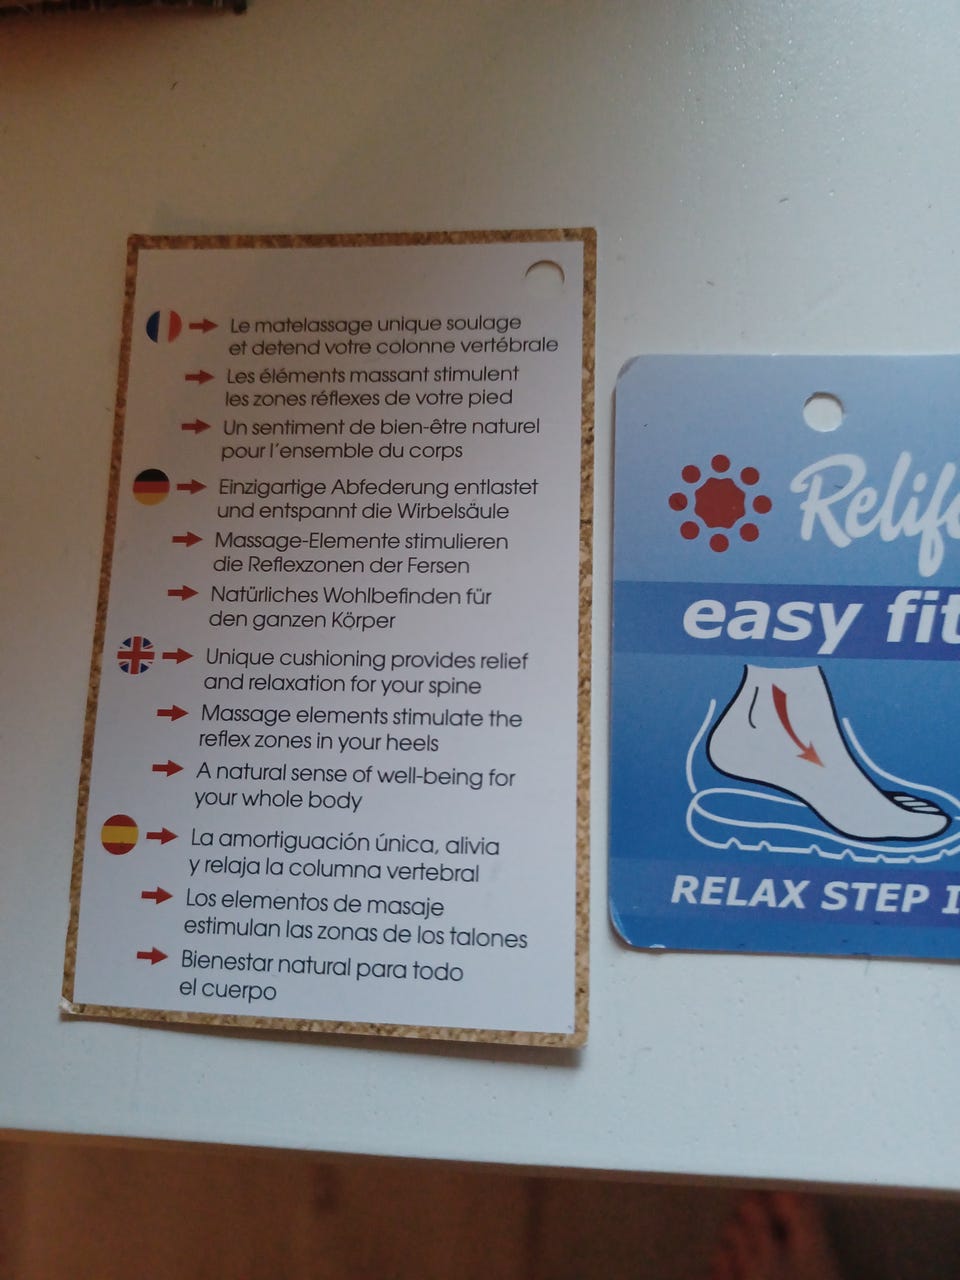 Le matelassage unique soulage
et detend votre colonne vertébrale
Les éléments massant stimulent
les zones réflexes de votre pied
Un sentiment de bien-être naturel
pour l'ensemble du corps
Einzigartige Abfederung entlastet
und entspannt die Wirbelsäule
Massage-Elemente stimulieren
die Reflexzonen der Fersen
Natürliches Wohlbefinden für
den ganzen Körper
Unique cushioning provides relief
and relaxation for your spine
Massage elements stimulate the
reflex zones in your heels
A natural sense of well-being for
your whole body
La amortiguación única, alivia
y relaja la columna vertebral
Los elementos de masaje
estimulan las zonas de los talones
Bienestar natural para todo
el cuerpo
Relife
easy fit
RELAX STEP